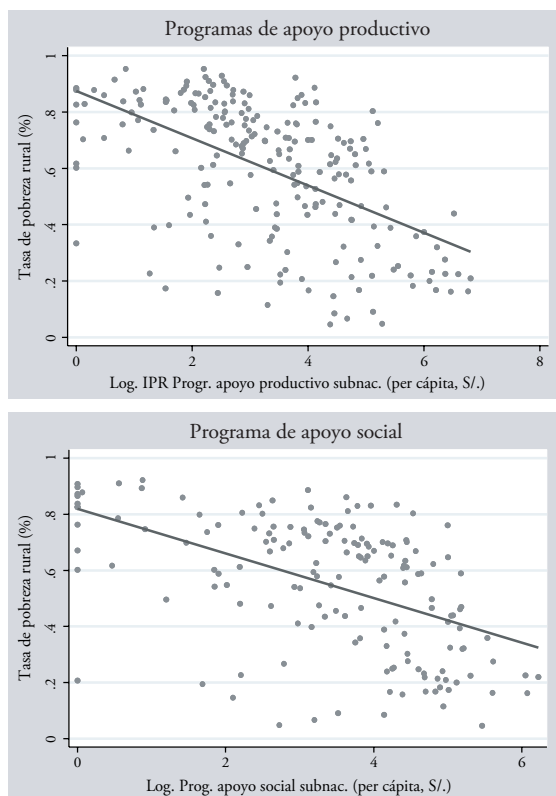 Programas de apoyo productivo
Tasa de pobreza rural (%)
1
.8
.6
.4
.2
0
0 2 4 6 8
Log. IPR Progr. apoyo productivo subnac. (per cápita, S/.)
Programa de apoyo social
Tasa de pobreza rural (%)
1
.8
.6
.4
.2
0
0 2 4 6
Log. Prog. apoyo social subnac. (per cápita, S/.)